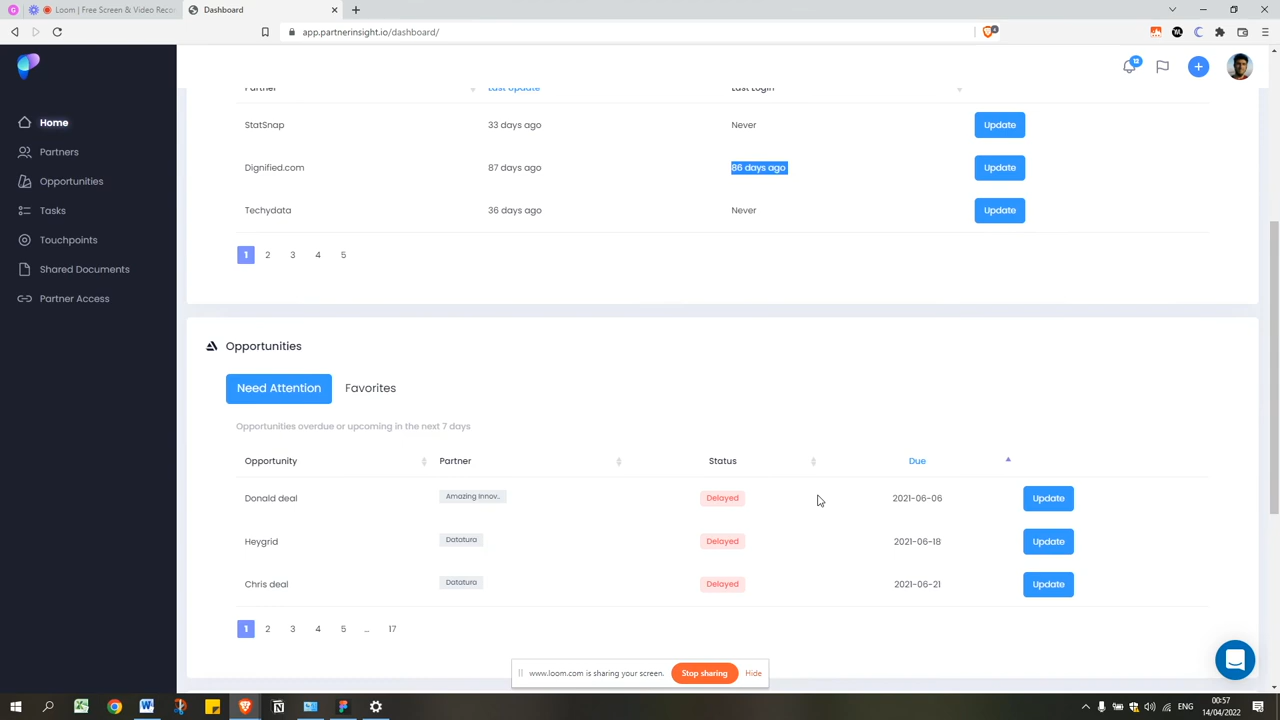 Loom | Free Screen & Video Reco
Dashboard
app.partnerinsight.io/dashboard/
4
12
Home
Partners
Opportunities
Tasks
Touchpoints
Shared Documents
Partner Access
Partner Last Update Last Login
StatSnap 33 days ago Never Update
Dignified.com 87 days ago 86 days ago Update
Techydata 36 days ago Never Update
1 2 3 4 5
Opportunities
Need Attention Favorites
Opportunities overdue or upcoming in the next 7 days
Opportunity Partner Status Due
Donald deal Amazing Innov.. Delayed 2021-06-06 Update
Heygrid Datatura Delayed 2021-06-18 Update
Chris deal Datatura Delayed 2021-06-21 Update
1 2 3 4 5 ... 17
www.loom.com is sharing your screen. Stop sharing Hide
00:57
14/04/2022